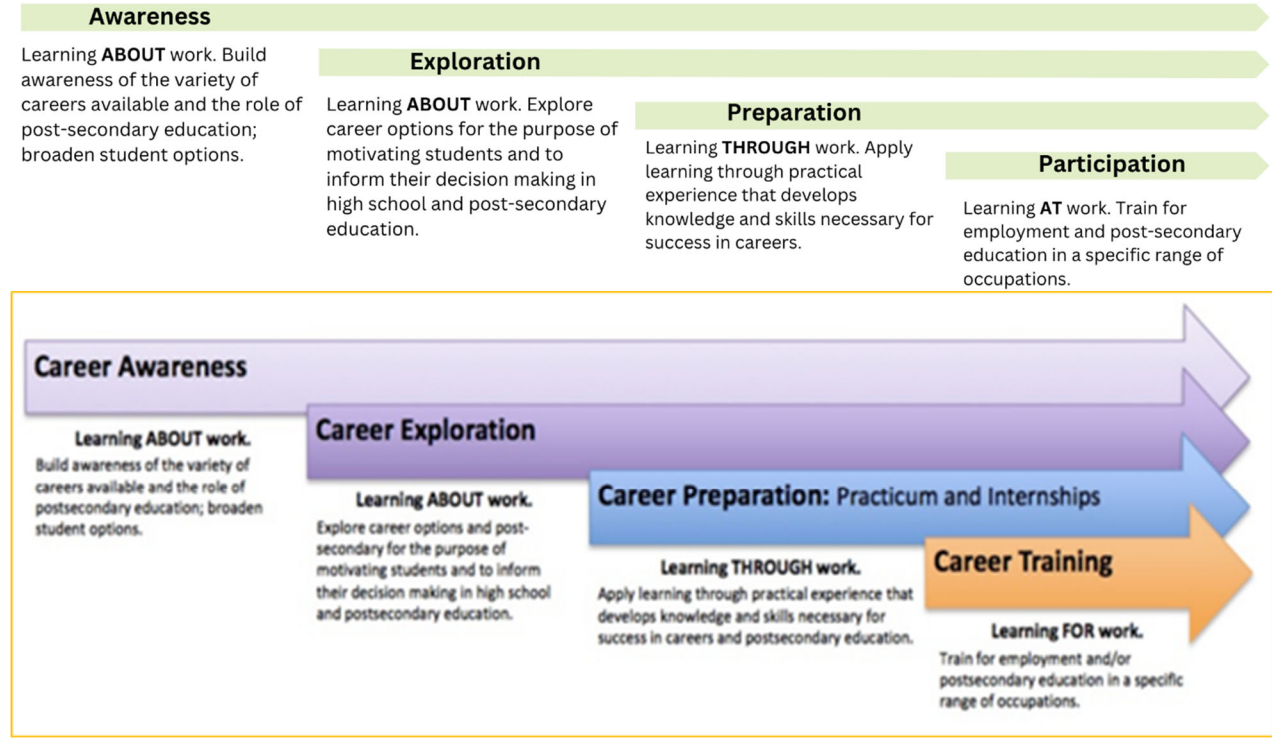 Awareness
Learning ABOUT work. Build
awareness of the variety of
careers available and the role of
post-secondary education;
broaden student options.
Exploration
Learning ABOUT work. Explore
career options for the purpose of
motivating students and to
inform their decision making in
high school and post-secondary
education.
Preparation
Learning THROUGH work. Apply
learning through practical
experience that develops
knowledge and skills necessary for
success in careers.
Participation
Learning AT work. Train for
employment and post-secondary
education in a specific range of
occupations.
Career Awareness
Learning ABOUT work.
Build awareness of the variety of
careers available and the role of
postsecondary education; broaden
student options.
Career Exploration
Learning ABOUT work.
Explore career options and post-
secondary for the purpose of
motivating students and to inform
their decision making in high school
and postsecondary education.
Career Preparation: Practicum and Internships
Learning THROUGH work.
Apply learning through practical experience that
develops knowledge and skills necessary for
success in careers and postsecondary education.
Career Training
Learning FOR work.
Train for employment and/or
postsecondary education in a specific
range of occupations.